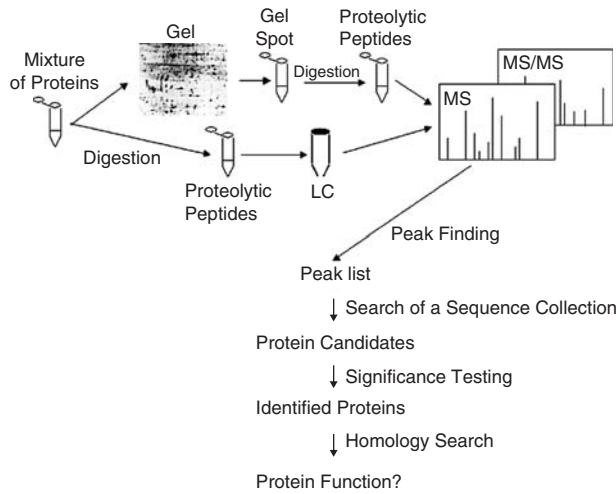 Mixture
of Proteins
Gel
Gel
Spot
Digestion
Proteolytic
Peptides
MS/MS
MS
Digestion
Proteolytic
Peptides
LC
Peak Finding
Peak list
Search of a Sequence Collection
Protein Candidates
Significance Testing
Identified Proteins
Homology Search
Protein Function?